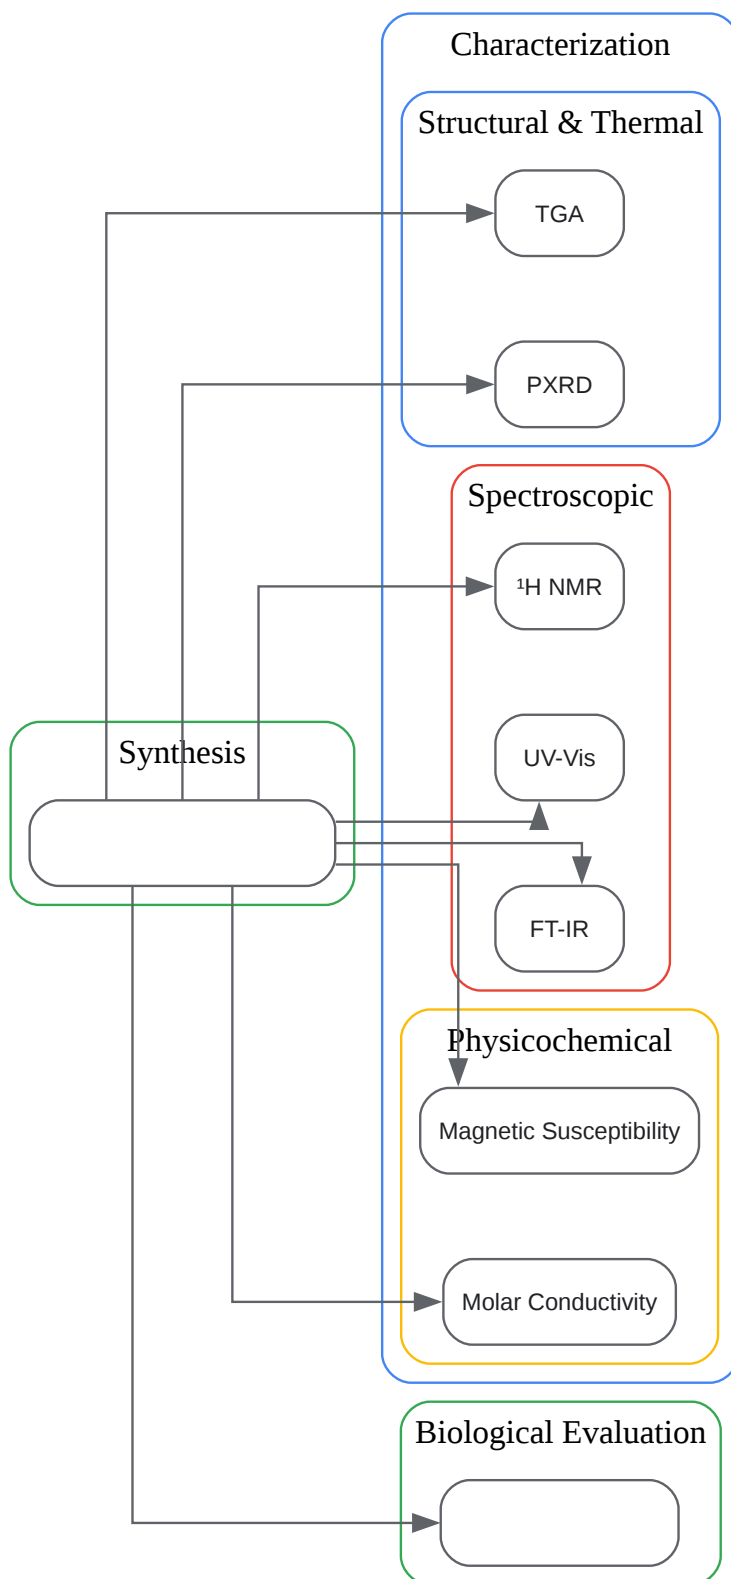 Characterization
Structural & Thermal
TGA
PXRD
Spectroscopic
¹H NMR
UV-Vis
FT-IR
Synthesis
Physicochemical
Magnetic Susceptibility
Molar Conductivity
Biological Evaluation